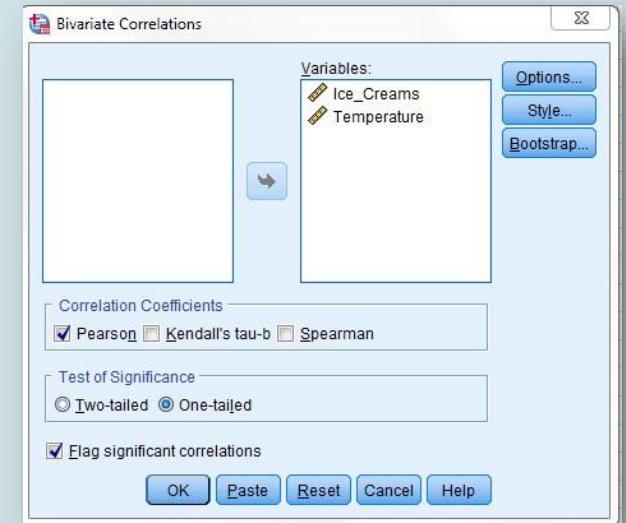 Bivariate Correlations
Variables:
Ice_Creams
Temperature
Options...
Style...
Bootstrap...
Correlation Coefficients
Pearson Kendall's tau-b Spearman
Test of Significance
Two-tailed One-tailed
Flag significant correlations
OK Paste Reset Cancel Help